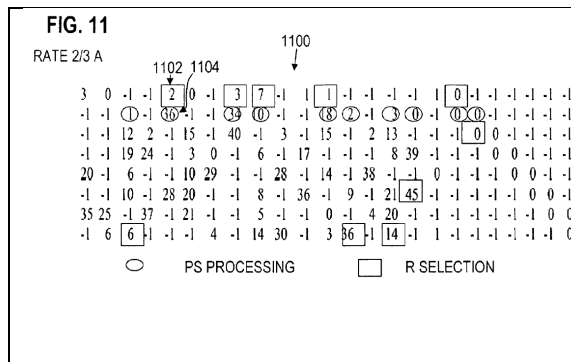 FIG. 11
RATE 2/3 A
1102 1104 1100
3 0 -1 -1 2 0 -1 3 7 -1 1 1 -1 -1 -1 -1 1 0 -1 -1 -1 -1 -1 -1
-1 -1 1 -1 36 -1 -1 34 10 -1 -1 18 2 -1 3 0 -1 0 0 -1 -1 -1 -1 -1
-1 -1 12 2 -1 15 -1 40 -1 3 -1 15 -1 2 13 -1 -1 -1 0 0 -1 -1 -1 -1
-1 -1 19 24 -1 3 0 -1 6 -1 17 -1 -1 -1 8 39 -1 -1 -1 0 0 -1 -1 -1
20 -1 6 -1 -1 10 29 -1 -1 28 -1 14 -1 38 -1 -1 0 -1 -1 -1 0 0 -1 -1
-1 -1 10 -1 28 20 -1 -1 8 -1 36 -1 9 -1 21 45 -1 -1 -1 -1 -1 0 0 -1
35 25 -1 37 -1 21 -1 -1 5 -1 -1 0 -1 4 20 -1 -1 -1 -1 -1 -1 -1 0 0
-1 6 6 -1 -1 -1 4 -1 14 30 -1 3 36 -1 14 -1 1 -1 -1 -1 -1 -1 -1 0
PS PROCESSING R SELECTION